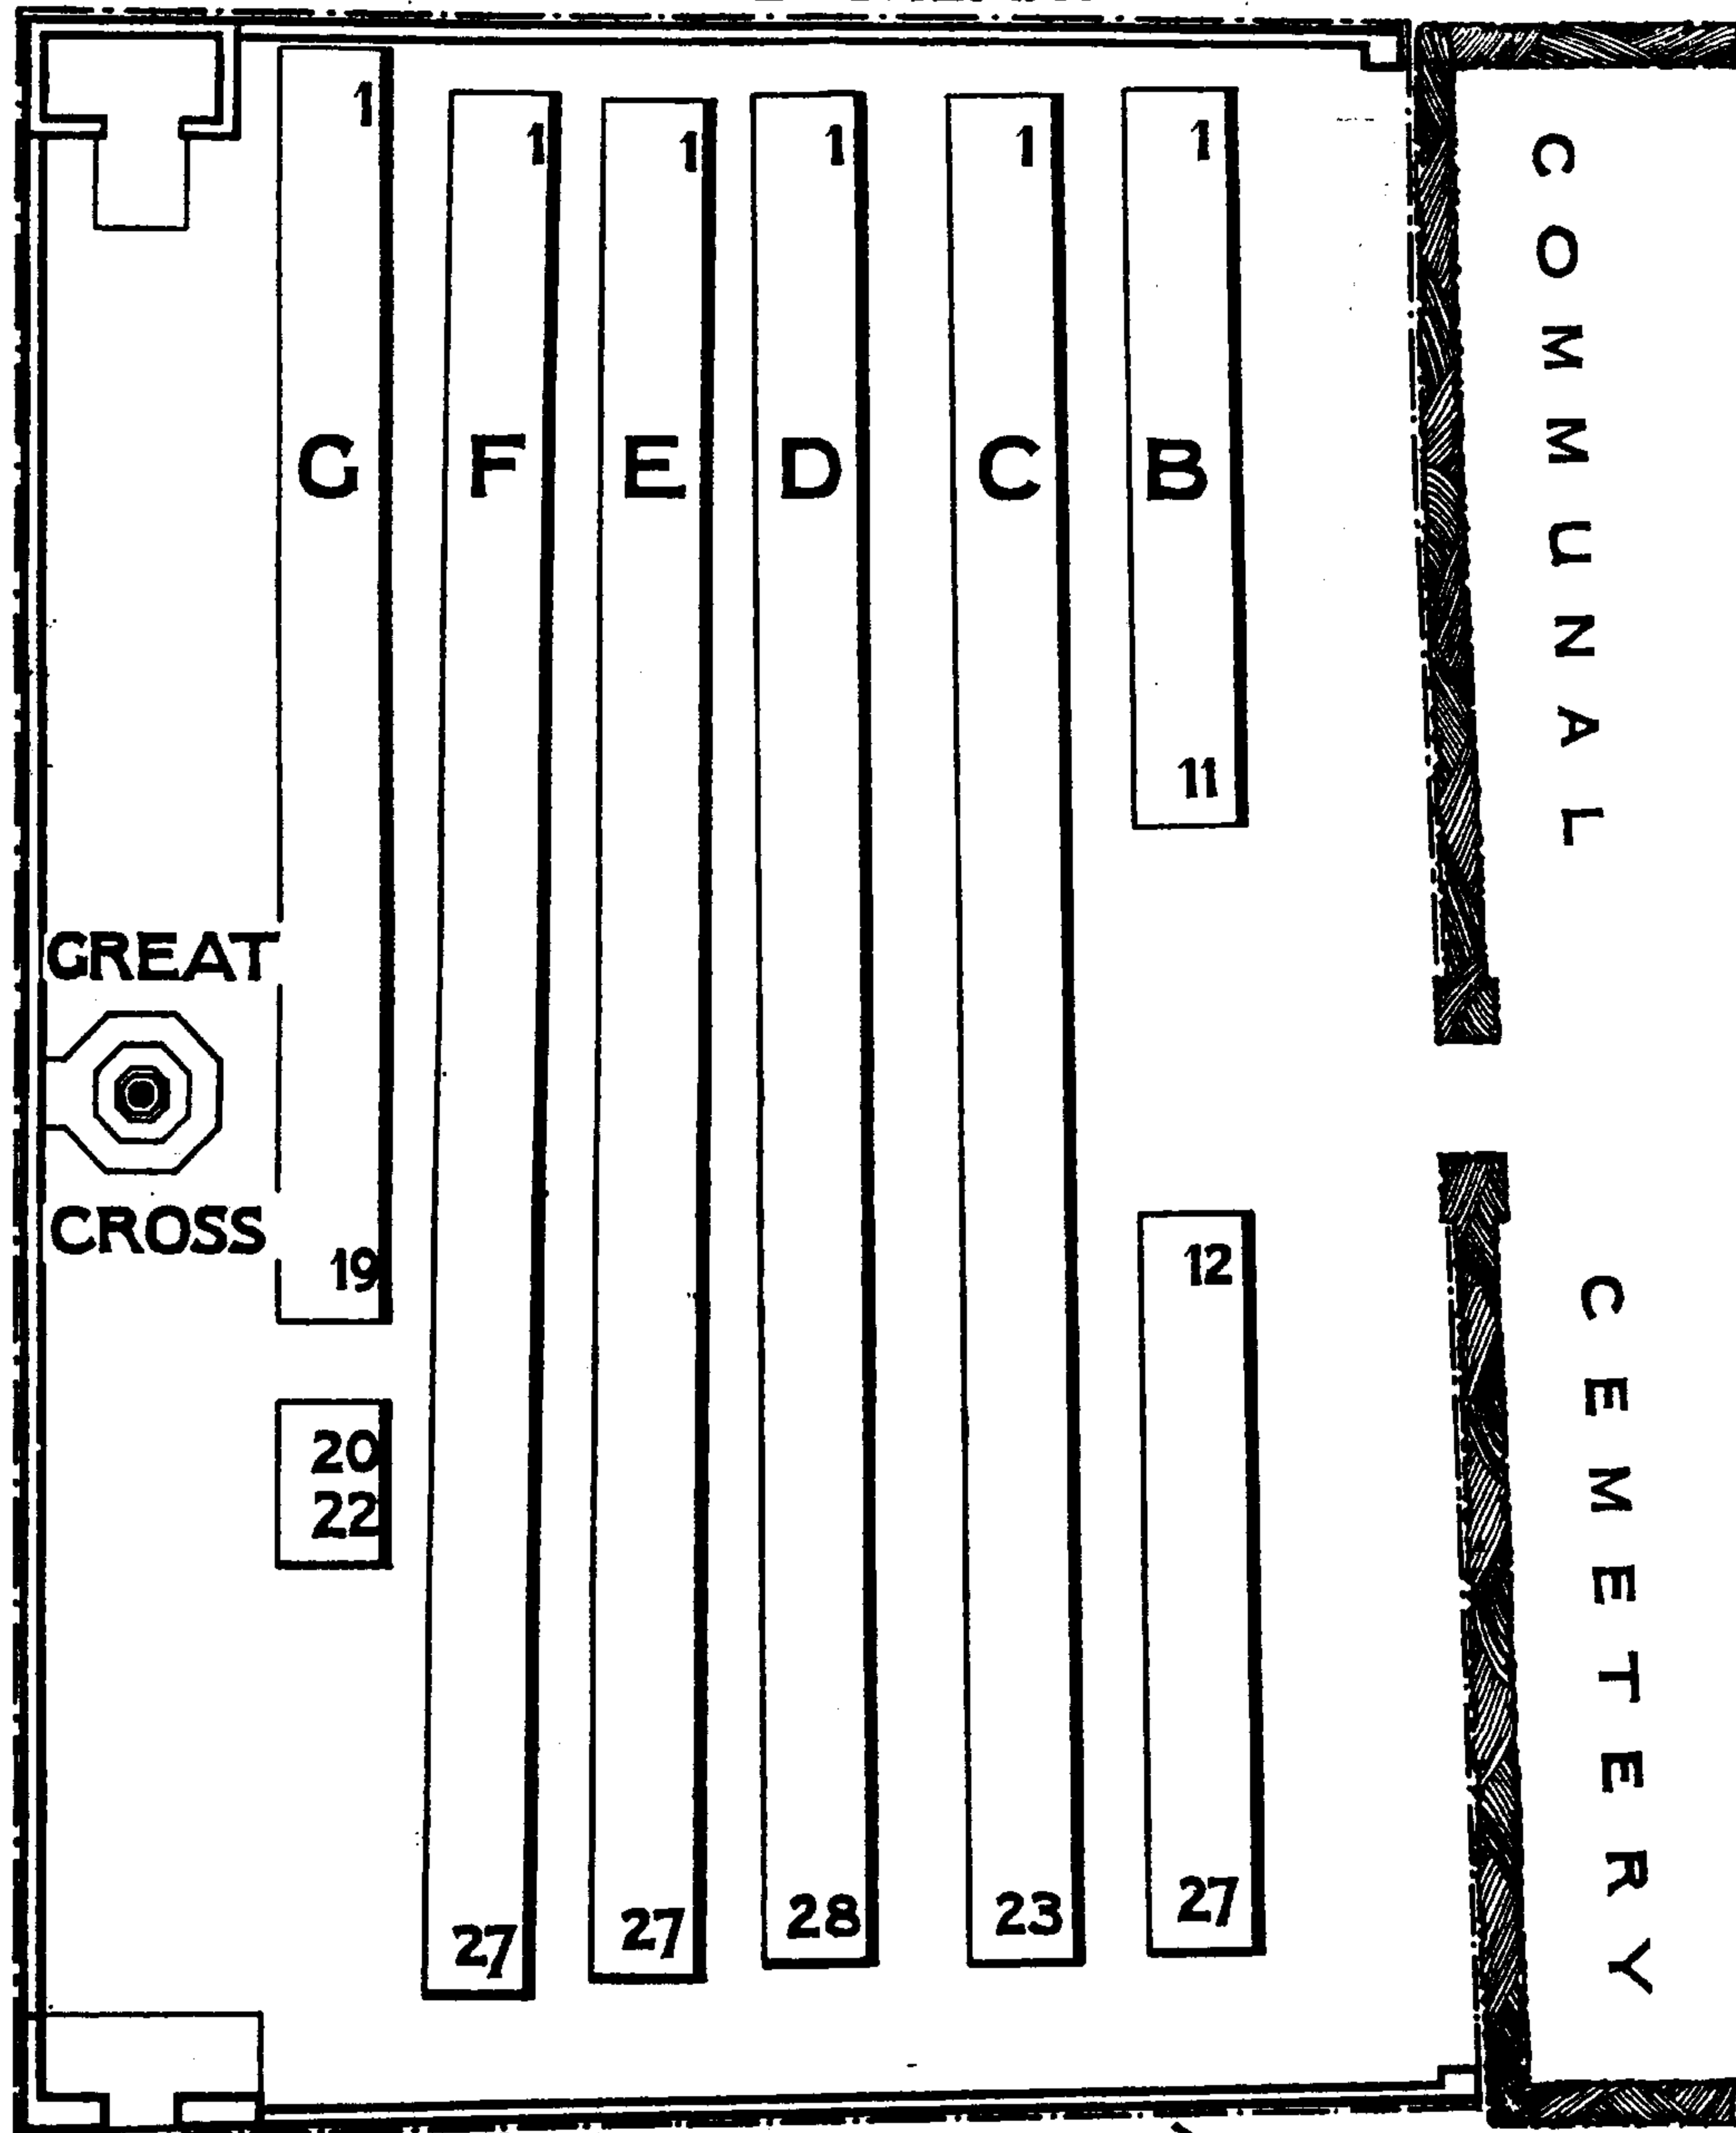 1 1 1 1 1 1
G F E D C B
11
GREAT
CROSS
19
12
20
22
27 27 28 23 27
COMMUNAL
CEMETERY